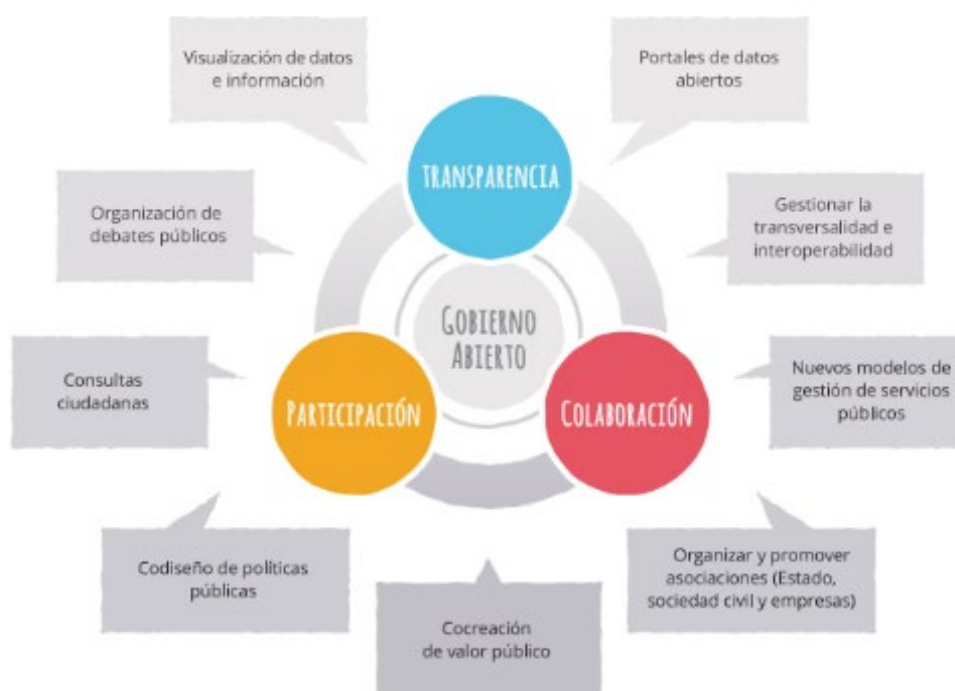 Visualización de datos
e información
Portales de datos
abiertos
TRANSPARENCIA
Organización de
debates públicos
Gestionar la
transversalidad e
interoperabilidad
GOBIERNO
ABIERTO
Consultas
ciudadanas
PARTICIPACIÓN
COLABORACIÓN
Nuevos modelos de
gestión de servicios
públicos
Codiseño de políticas
públicas
Cocreación
de valor público
Organizar y promover
asociaciones (Estado,
sociedad civil y empresas)